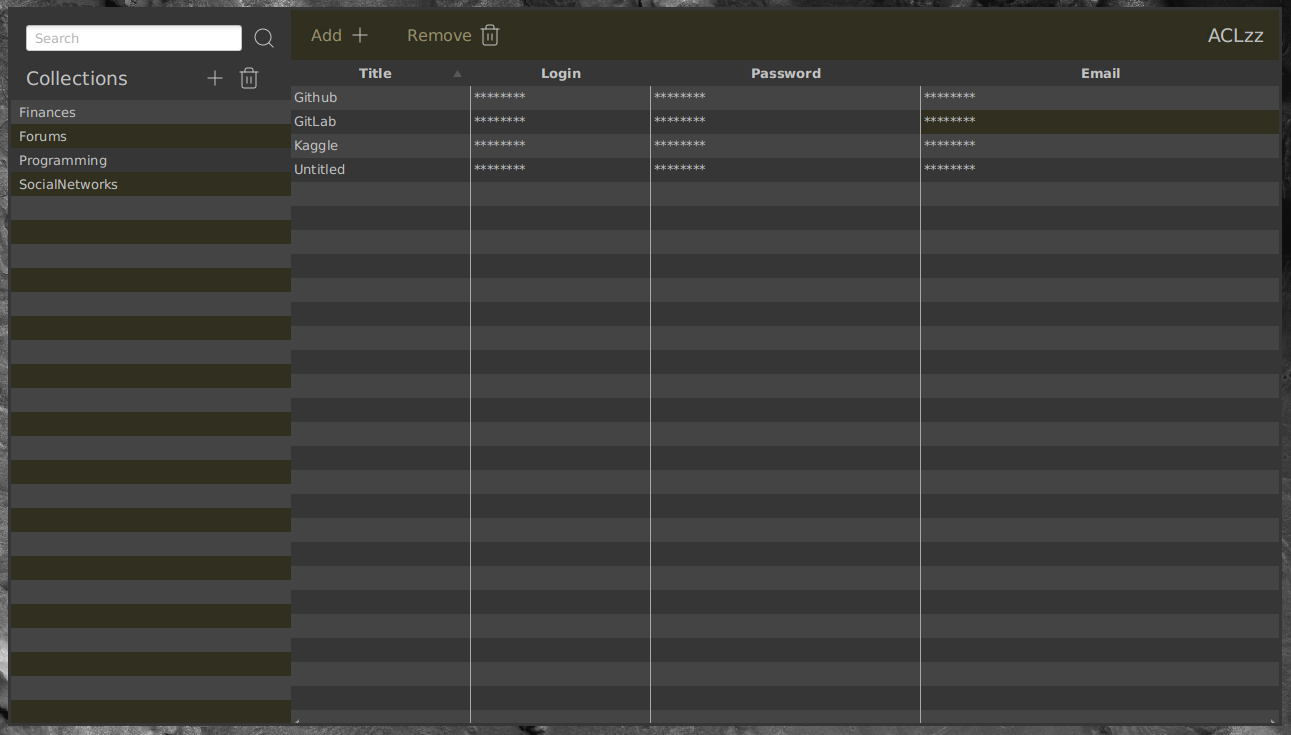 Search
Add Remove ACLzz
Collections
Title Login Password Email
Finances
Forums
Programming
SocialNetworks
Github ******** ******** ********
GitLab ******** ******** ********
Kaggle ******** ******** ********
Untitled ******** ******** ********